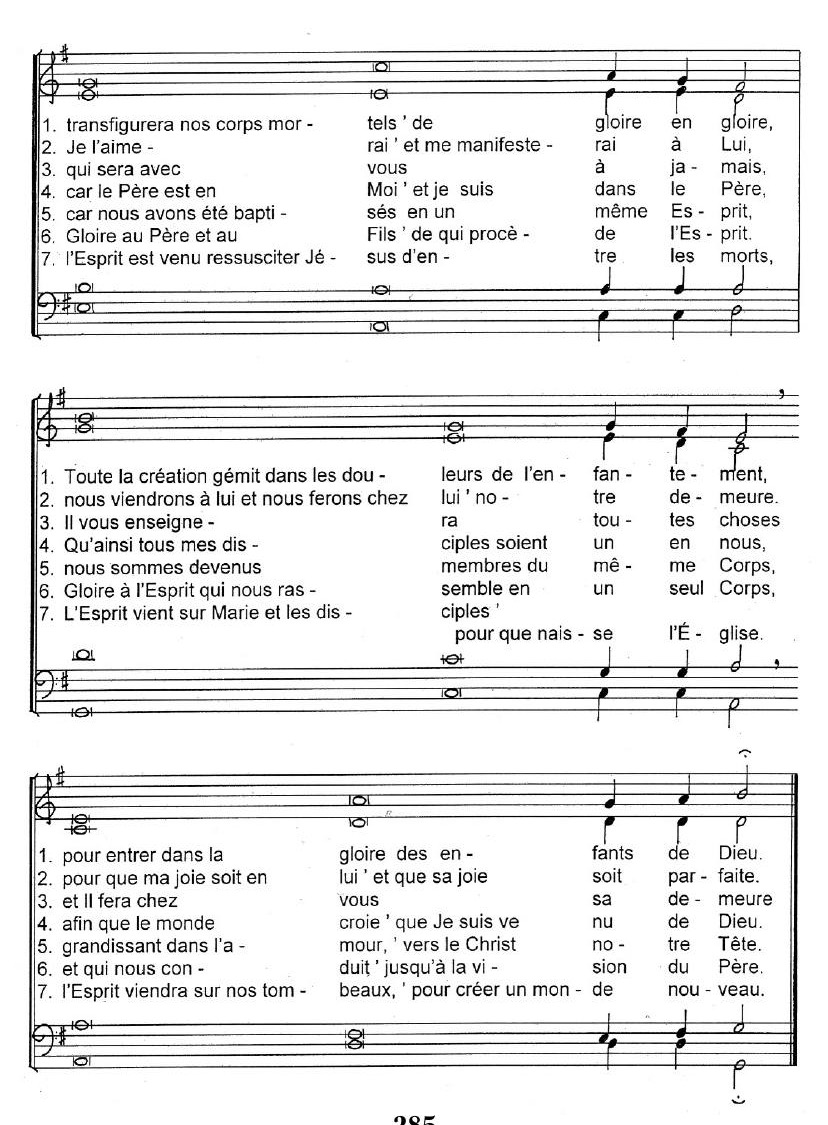 1. transfigurera nos corps mor - tels ' de gloire en gloire,
2. Je l'aime - rai ' et me manifeste - rai à Lui,
3. qui sera avec vous à ja - mais,
4. car le Père est en Moi ' et je suis dans le Père,
5. car nous avons été bapti - sés en un même Es - prit,
6. Gloire au Père et au Fils ' de qui procè - de l'Es - prit.
7. l'Esprit est venu ressusciter Jé - sus d'en - tre les morts,
1. Toute la création gémit dans les dou - leurs de l'en - fan - te - ment,
2. nous viendrons à lui et nous ferons chez lui ' no - tre de - meure.
3. Il vous enseigne - ra tou - tes choses
4. Qu'ainsi tous mes dis - ciples soient un en nous,
5. nous sommes devenus membres du mê - me Corps,
6. Gloire à l'Esprit qui nous ras - semble en un seul Corps,
7. L'Esprit vient sur Marie et les dis - ciples '
pour que nais - se l'É - glise.
1. pour entrer dans la gloire des en - fants de Dieu.
2. pour que ma joie soit en lui ' et que sa joie soit par - faite.
3. et Il fera chez vous sa de - meure
4. afin que le monde croie ' que Je suis ve nu de Dieu.
5. grandissant dans l'a - mour, ' vers le Christ no - tre Tête.
6. et qui nous con - duit ' jusqu'à la vi - sion du Père.
7. l'Esprit viendra sur nos tom - beaux, ' pour créer un mon - de nou - veau.
285